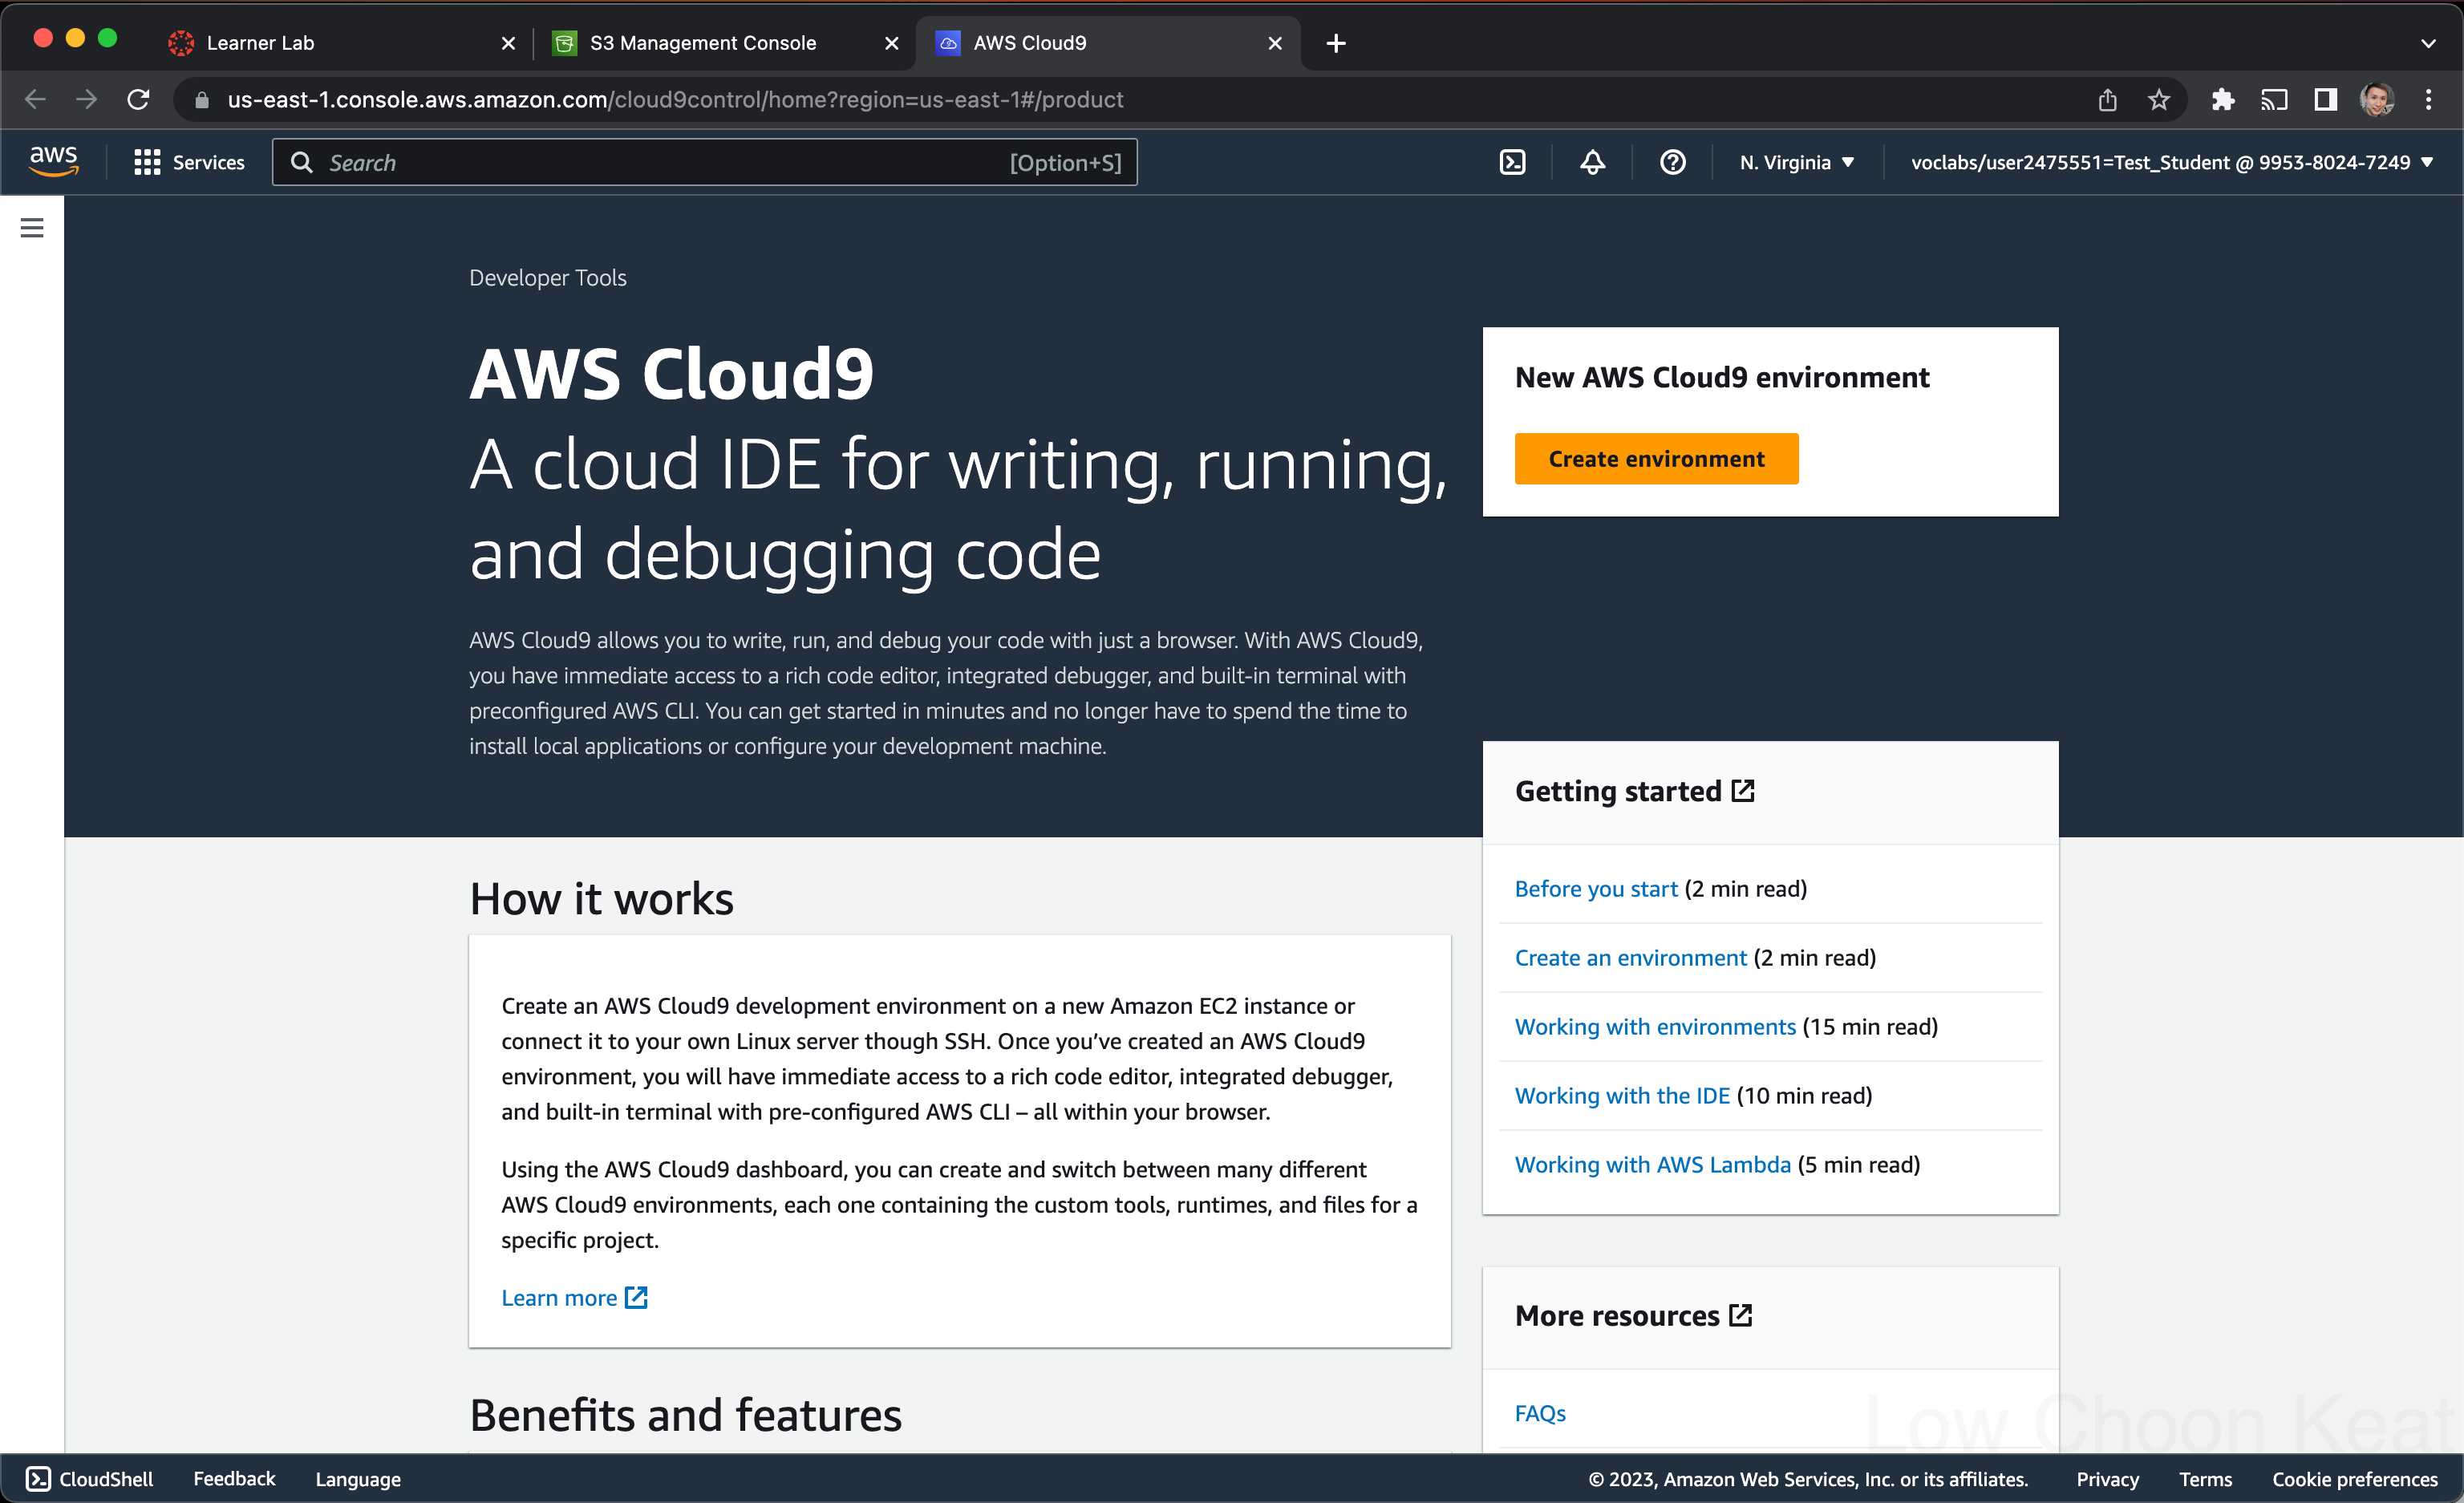 Learner Lab
S3 Management Console
AWS Cloud9
us-east-1.console.aws.amazon.com/cloud9control/home?region=us-east-1#/product
aws
Services
Search
[Option+S]
N. Virginia
voclabs/user2475551=Test_Student @ 9953-8024-7249
Developer Tools
AWS Cloud9
A cloud IDE for writing, running,
and debugging code
AWS Cloud9 allows you to write, run, and debug your code with just a browser. With AWS Cloud9,
you have immediate access to a rich code editor, integrated debugger, and built-in terminal with
preconfigured AWS CLI. You can get started in minutes and no longer have to spend the time to
install local applications or configure your development machine.
New AWS Cloud9 environment
Create environment
How it works
Create an AWS Cloud9 development environment on a new Amazon EC2 instance or
connect it to your own Linux server though SSH. Once you’ve created an AWS Cloud9
environment, you will have immediate access to a rich code editor, integrated debugger,
and built-in terminal with pre-configured AWS CLI – all within your browser.
Using the AWS Cloud9 dashboard, you can create and switch between many different
AWS Cloud9 environments, each one containing the custom tools, runtimes, and files for a
specific project.
Learn more
Benefits and features
Getting started
Before you start (2 min read)
Create an environment (2 min read)
Working with environments (15 min read)
Working with the IDE (10 min read)
Working with AWS Lambda (5 min read)
More resources
FAQs
Low Choon Keat
CloudShell
Feedback
Language
© 2023, Amazon Web Services, Inc. or its affiliates.
Privacy
Terms
Cookie preferences